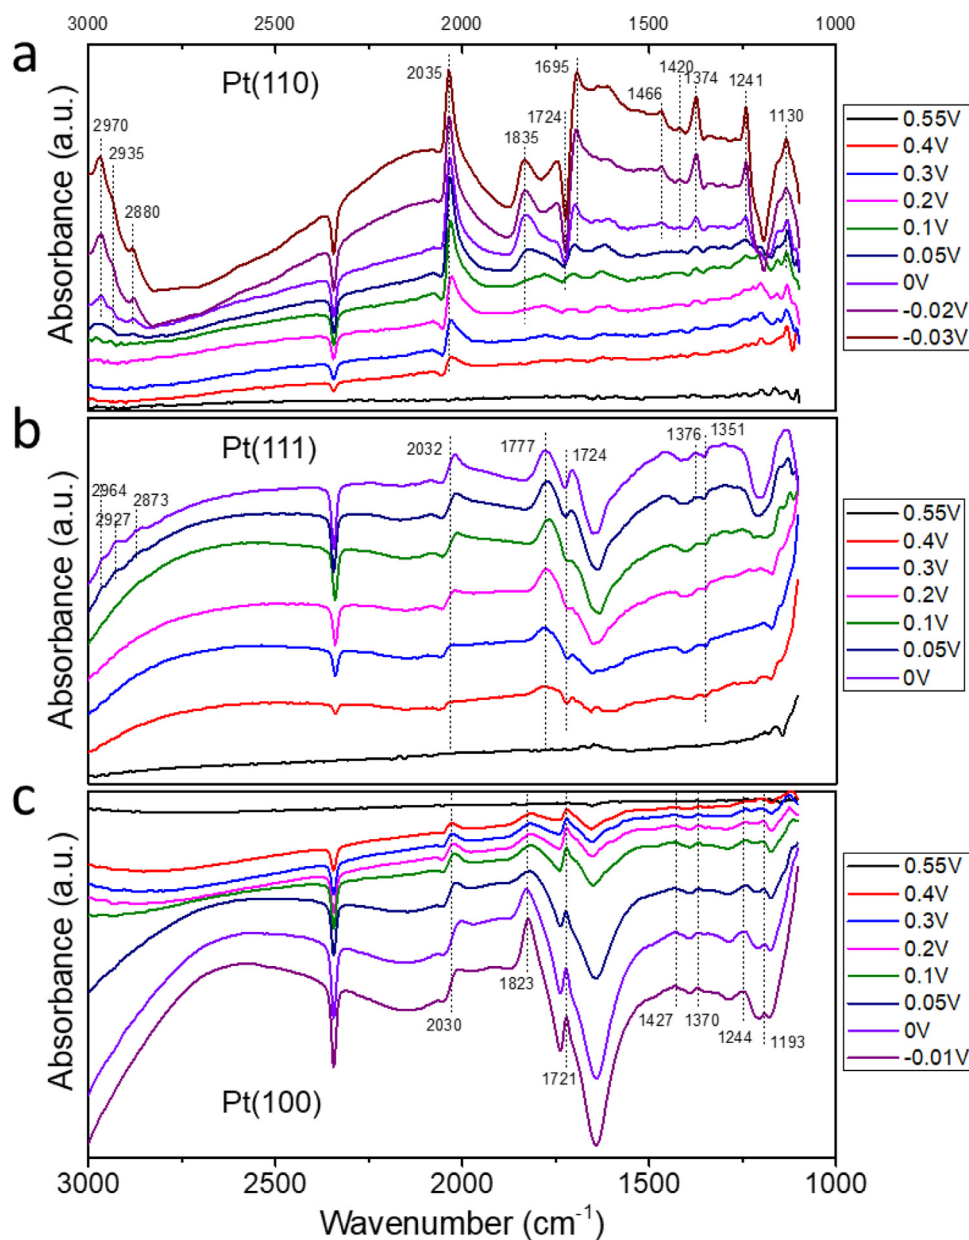 3000 2500 2000 1500 1000
a
Pt(110)
2970
2935
2880
2035
1835
1695
1724
1466
1420
1374
1241
1130
Absorbance (a.u.)
0.55V
0.4V
0.3V
0.2V
0.1V
0.05V
0V
-0.02V
-0.03V
b
Pt(111)
2964
2927
2873
2032
1777
1724
1376
1351
Absorbance (a.u.)
0.55V
0.4V
0.3V
0.2V
0.1V
0.05V
0V
c
Pt(100)
2030
1823
1721
1427
1370
1244
1193
Absorbance (a.u.)
0.55V
0.4V
0.3V
0.2V
0.1V
0.05V
0V
-0.01V
3000 2500 2000 1500 1000
Wavenumber (cm-1)